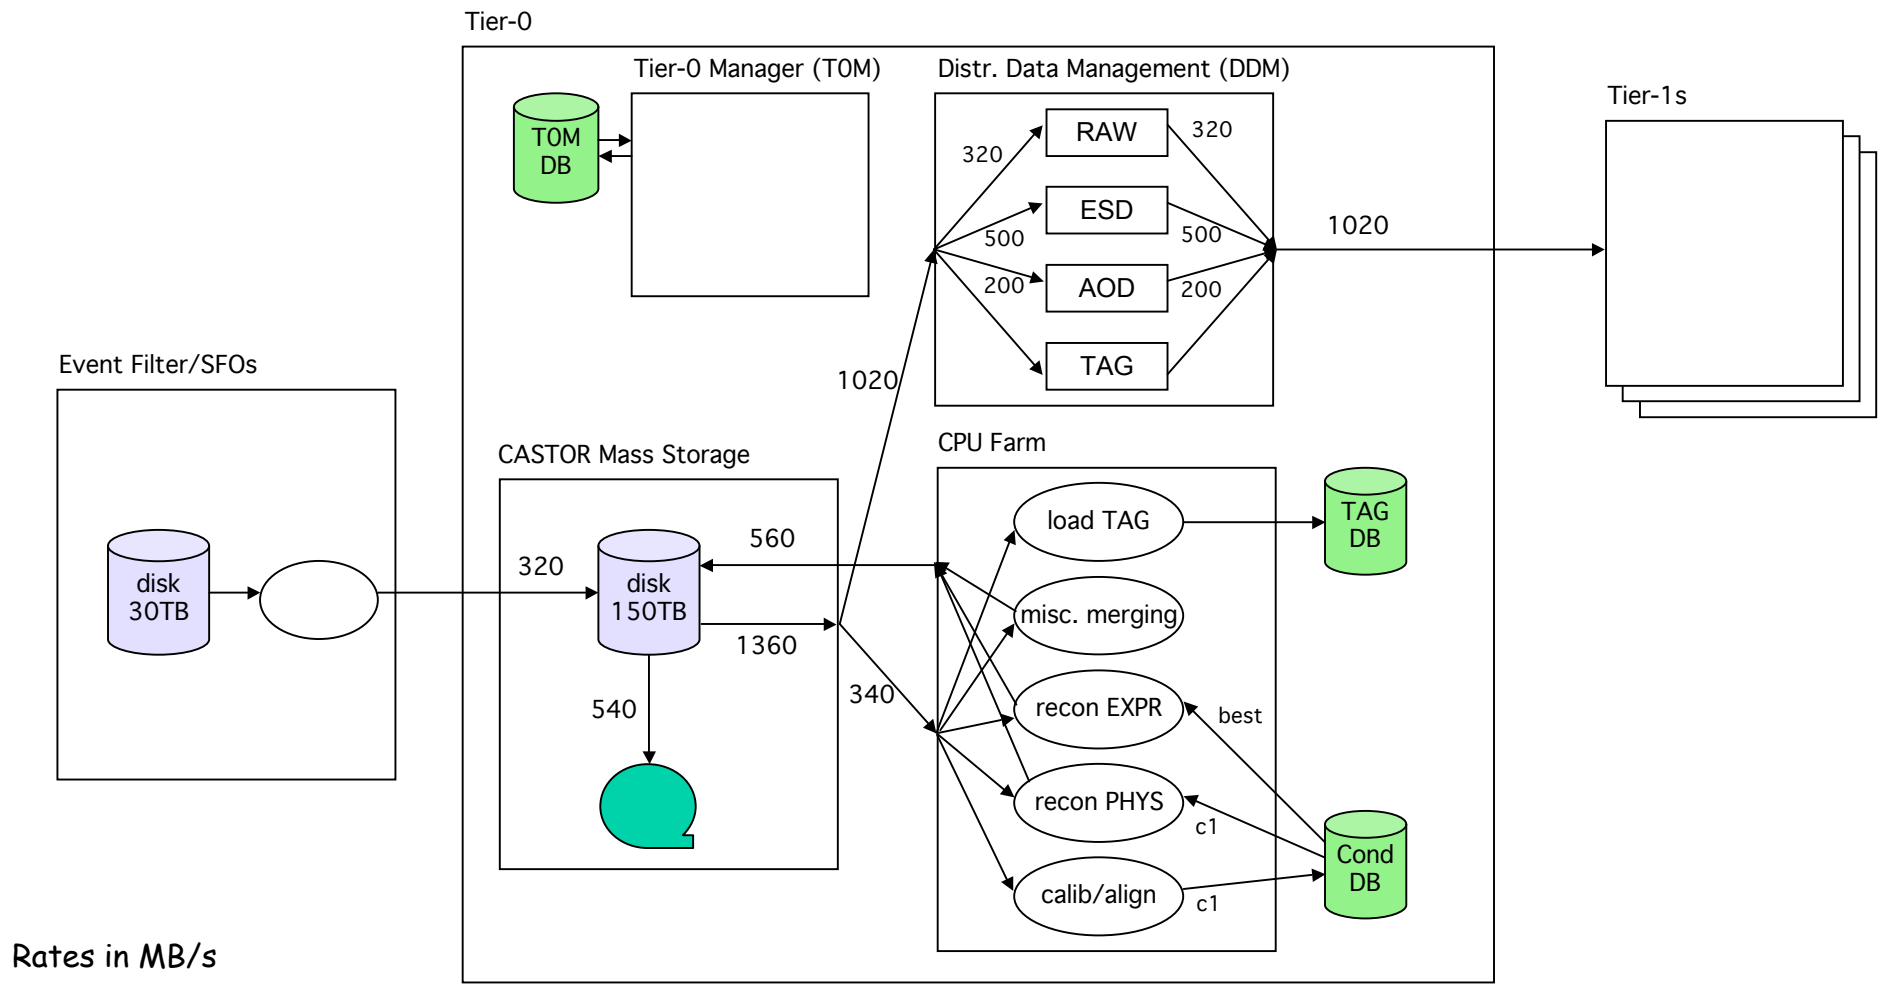 Tier-0
Tier-0 Manager (T0M)
Distr. Data Management (DDM)
Tier-1s
T0M
DB
RAW
320
320
ESD
500
500
1020
AOD
200
200
TAG
Event Filter/SFOs
1020
CASTOR Mass Storage
CPU Farm
disk
30TB
320
disk
150TB
560
1360
540
340
load TAG
TAG
DB
misc. merging
recon EXPR
best
recon PHYS
c1
calib/align
c1
Cond
DB
Rates in MB/s